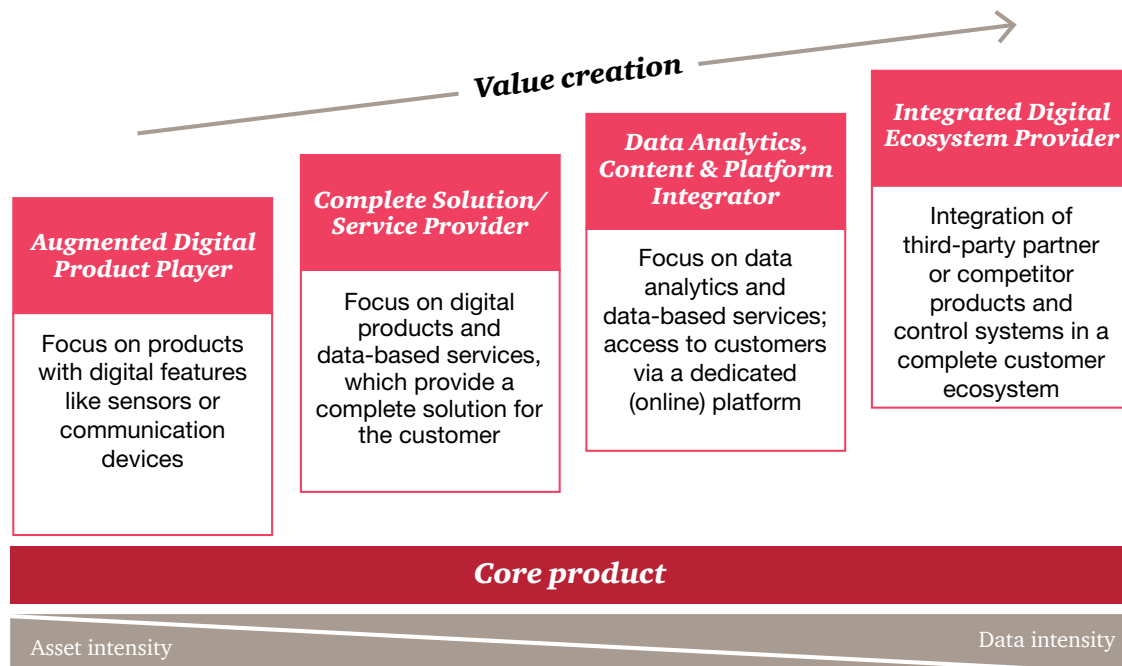 Value creation
Augmented Digital
Product Player
Focus on products
with digital features
like sensors or
communication
devices
Complete Solution/
Service Provider
Focus on digital
products and
data-based services,
which provide a
complete solution for
the customer
Data Analytics,
Content & Platform
Integrator
Focus on data
analytics and
data-based services;
access to customers
via a dedicated
(online) platform
Integrated Digital
Ecosystem Provider
Integration of
third-party partner
or competitor
products and
control systems in a
complete customer
ecosystem
Core product
Asset intensity
Data intensity